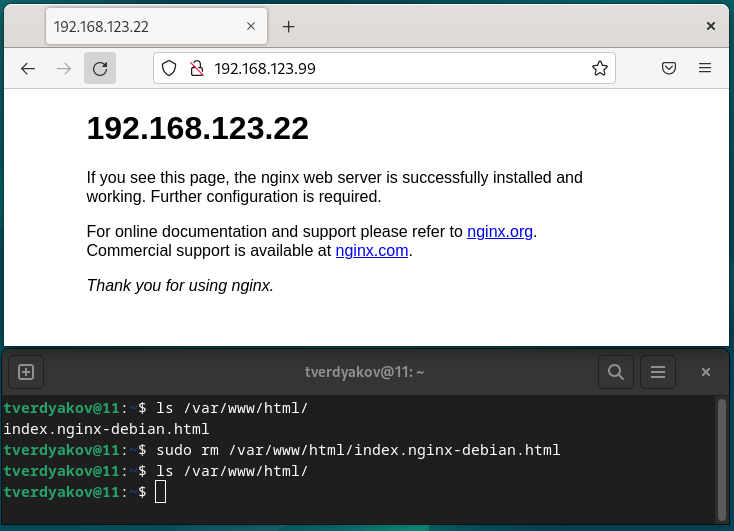 192.168.123.22
192.168.123.99
192.168.123.22
If you see this page, the nginx web server is successfully installed and
working. Further configuration is required.
For online documentation and support please refer to nginx.org.
Commercial support is available at nginx.com.
Thank you for using nginx.
tverdyakov@11: ~
tverdyakov@11:~$ ls /var/www/html/
index.nginx-debian.html
tverdyakov@11:~$ sudo rm /var/www/html/index.nginx-debian.html
tverdyakov@11:~$ ls /var/www/html/
tverdyakov@11:~$